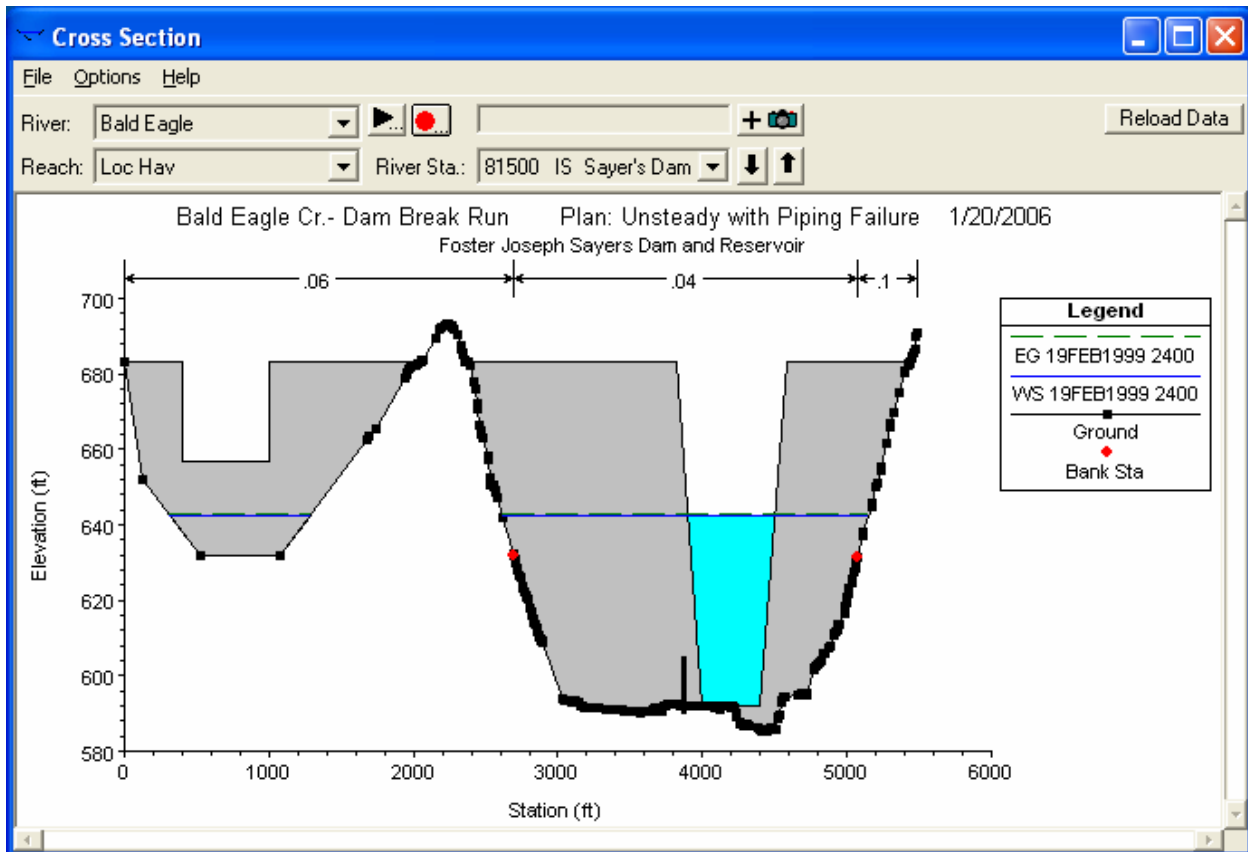 Cross Section
File Options Help
River: Bald Eagle
Reload Data
Reach: Loc Hav River Sta.: 81500 IS Sayer's Dam
Bald Eagle Cr.- Dam Break Run Plan: Unsteady with Piping Failure 1/20/2006
Foster Joseph Sayers Dam and Reservoir
.06 .04 .1
700
680
660
640
620
600
580
0 1000 2000 3000 4000 5000 6000
Elevation (ft)
Station (ft)
Legend
EG 19FEB1999 2400
WS 19FEB1999 2400
Ground
Bank Sta